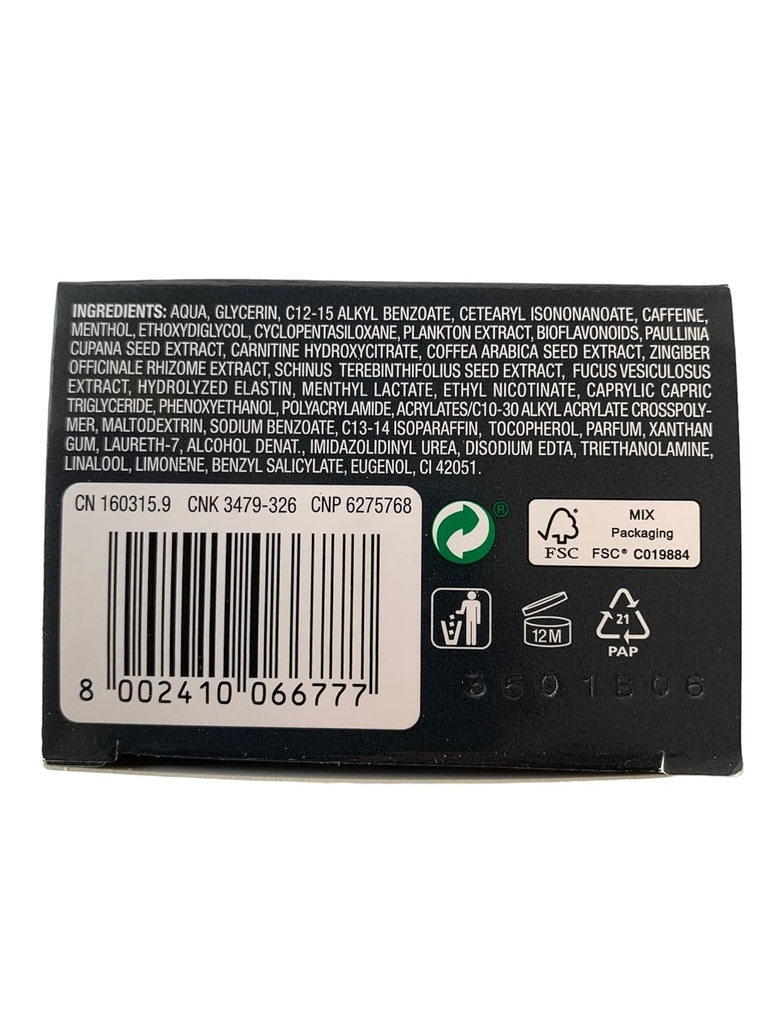 INGREDIENTS: AQUA, GLYCERIN, C12-15 ALKYL BENZOATE, CETEARYL ISONONANOATE, CAFFEINE,
MENTHOL, ETHOXYDIGLYCOL, CYCLOPENTASILOXANE, PLANKTON EXTRACT, BIOFLAVONOIDS, PAULLINIA
CUPANA SEED EXTRACT, CARNITINE HYDROXYCITRATE, COFFEA ARABICA SEED EXTRACT, ZINGIBER
OFFICINALE RHIZOME EXTRACT, SCHINUS TEREBINTHIFOLIUS SEED EXTRACT, FUCUS VESICULOSUS
EXTRACT, HYDROLYZED ELASTIN, MENTHYL LACTATE, ETHYL NICOTINATE, CAPRYLIC CAPRIC
TRIGLYCERIDE, PHENOXYETHANOL, POLYACRYLAMIDE, ACRYLATES/C10-30 ALKYL ACRYLATE CROSSPOLY-
MER, MALTODEXTRIN, SODIUM BENZOATE, C13-14 ISOPARAFFIN, TOCOPHEROL, PARFUM, XANTHAN
GUM, LAURETH-7, ALCOHOL DENAT., IMIDAZOLIDINYL UREA, DISODIUM EDTA, TRIETHANOLAMINE,
LINALOOL, LIMONENE, BENZYL SALICYLATE, EUGENOL, CI 42051.
CN 160315.9 CNK 3479-326 CNP 6275768
8 002410 066777
®
FSC
MIX
Packaging
FSC® C019884
12M
21
PAP
3501B06